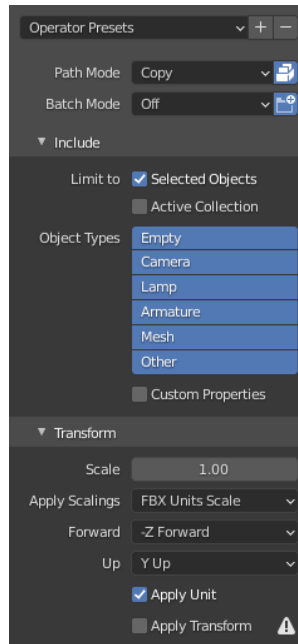 Operator Presets
Path Mode Copy
Batch Mode Off
Include
Limit to Selected Objects
Active Collection
Object Types Empty
Camera
Lamp
Armature
Mesh
Other
Custom Properties
Transform
Scale 1.00
Apply Scalings FBX Units Scale
Forward -Z Forward
Up Y Up
Apply Unit
Apply Transform